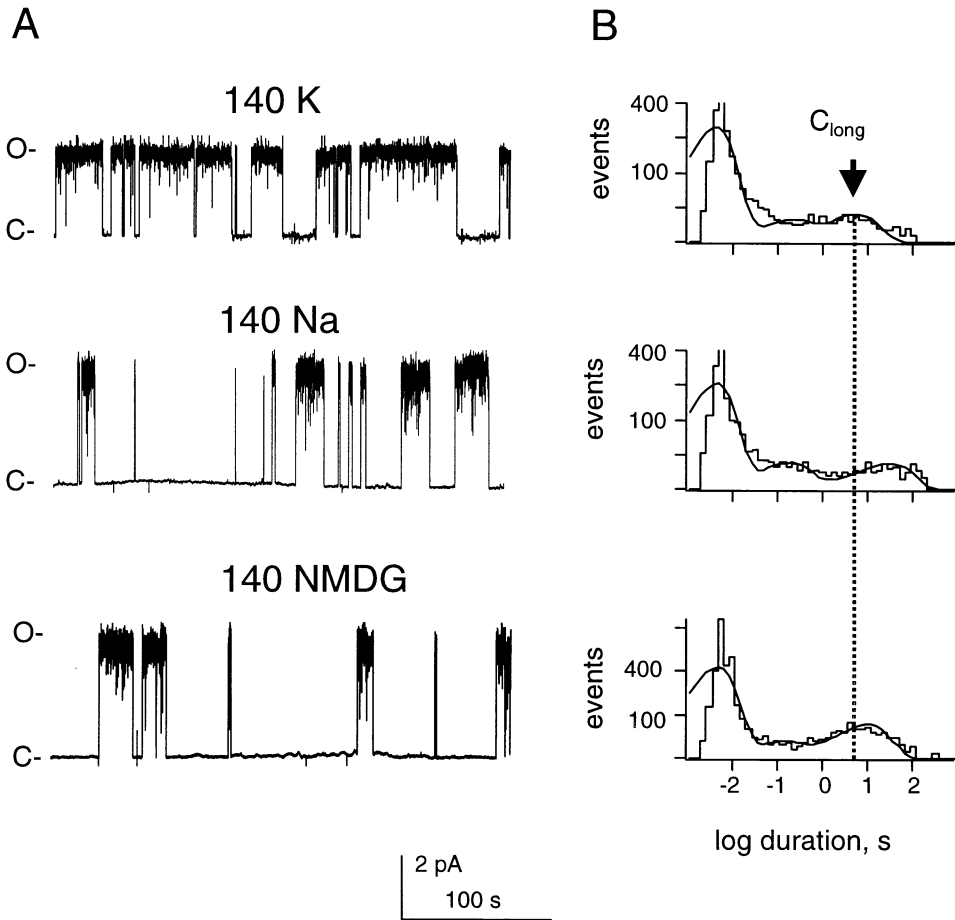 A
B
140 K
O-
C-
400
100
events
C long
140 Na
O-
C-
400
100
events
140 NMDG
O-
C-
400
100
events
-2 -1 0 1 2
log duration, s
2 pA
100 s